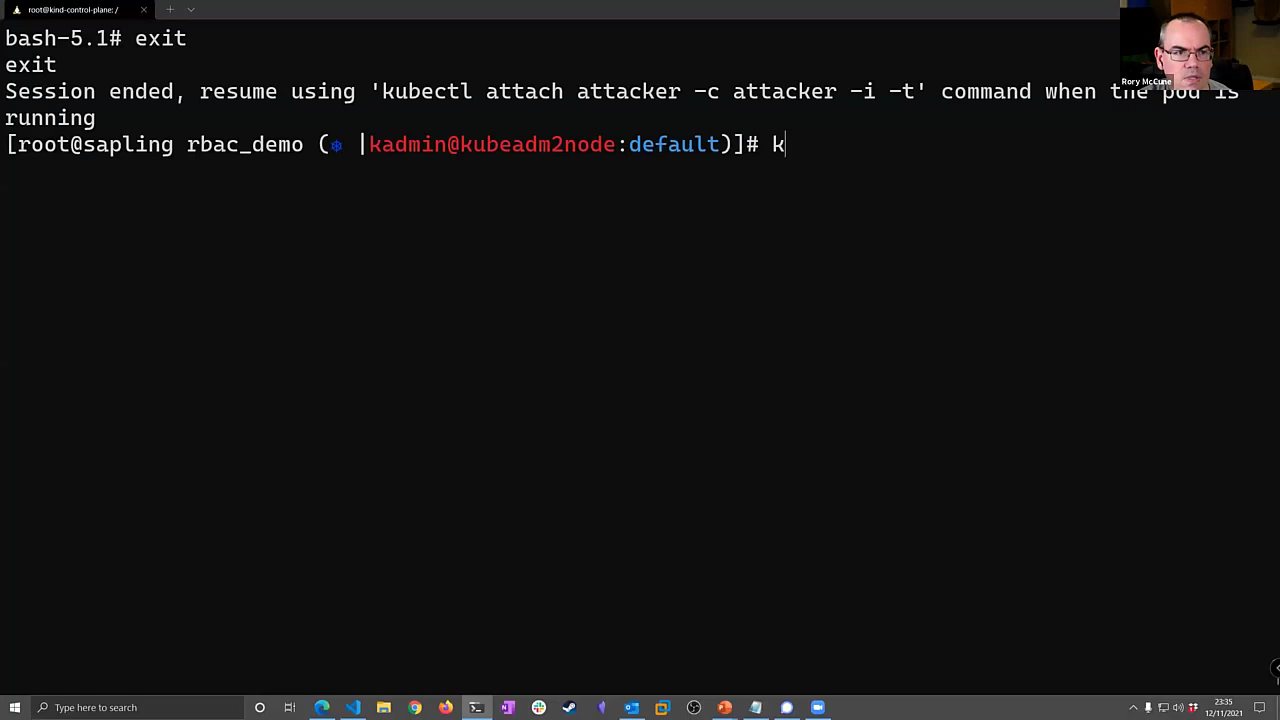 root@kind-control-plane: /
bash-5.1# exit
exit
Session ended, resume using 'kubectl attach attacker -c attacker -i -t' command when the pod is
running
[root@sapling rbac_demo (⎈ |kadmin@kubeadm2node:default)]# k
Rory McCune
Type here to search
23:35
12/11/2021